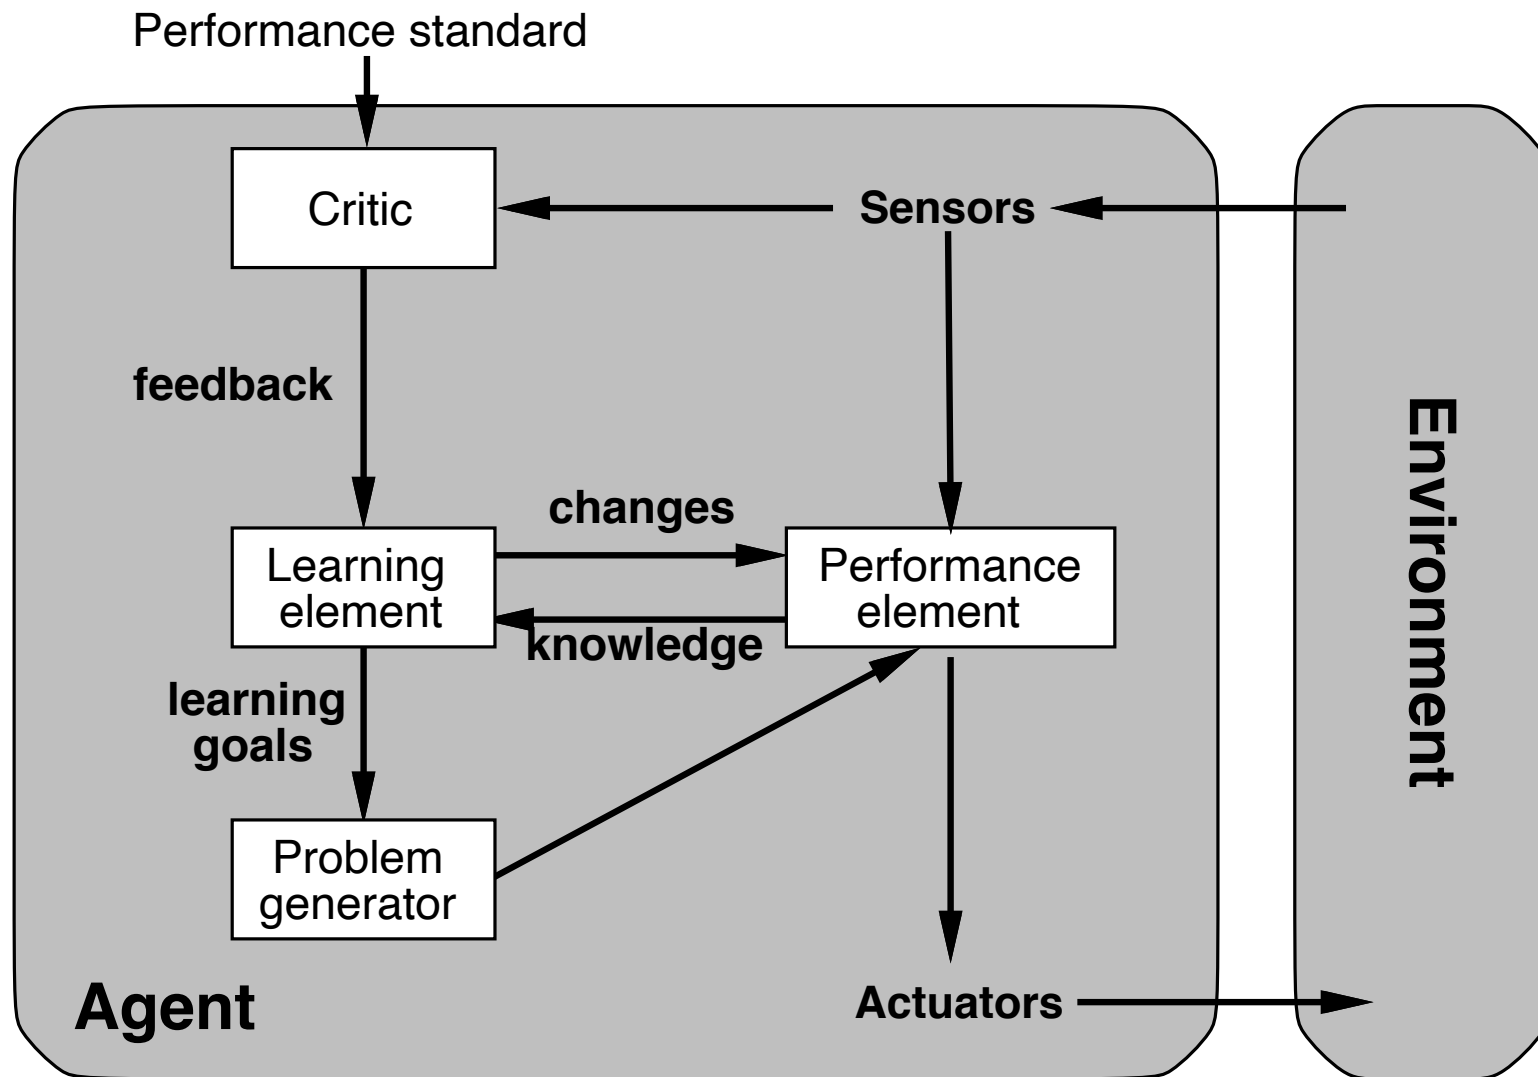 Performance standard
Critic
Sensors
feedback
changes
Learning
element
Performance
element
knowledge
learning
goals
Problem
generator
Agent
Actuators
Environment